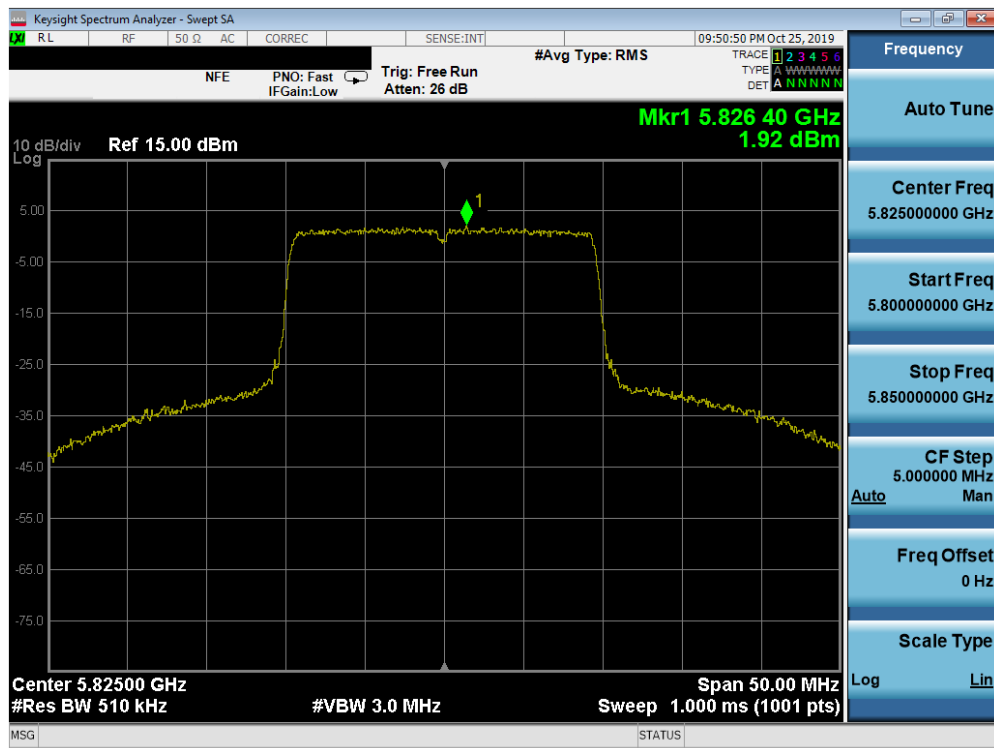 Keysight Spectrum Analyzer - Swept SA
LXI RL RF 50 Ω AC CORREC SENSE:INT 09:50:50 PM Oct 25, 2019
NFE PNO: Fast IFGain:Low Trig: Free Run Atten: 26 dB #Avg Type: RMS
TRACE 1 2 3 4 5 6
TYPE A WWWWW
DET A N N N N N
Mkr1 5.826 40 GHz
1.92 dBm
10 dB/div Ref 15.00 dBm
Log
1
5.00
-5.00
-15.0
-25.0
-35.0
-45.0
-55.0
-65.0
-75.0
Center 5.82500 GHz Span 50.00 MHz
#Res BW 510 kHz #VBW 3.0 MHz Sweep 1.000 ms (1001 pts)
MSG STATUS
Frequency
Auto Tune
Center Freq
5.825000000 GHz
Start Freq
5.800000000 GHz
Stop Freq
5.850000000 GHz
CF Step
5.000000 MHz
Auto Man
Freq Offset
0 Hz
Scale Type
Log Lin